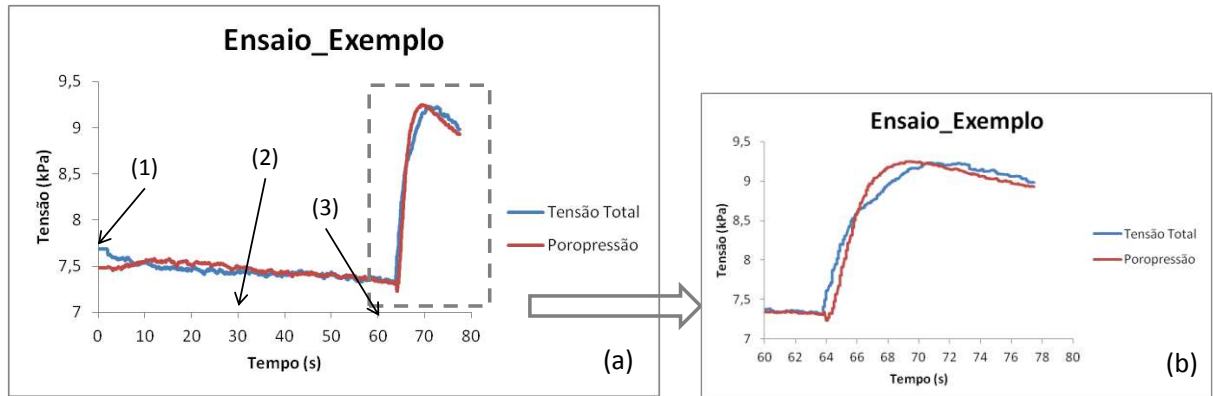 Ensaio_Exemplo
9,5
9
8,5
8
7,5
7
Tensão (kPa)
(1)
(2)
(3)
0 10 20 30 40 50 60 70 80
Tempo (s)
Tensão Total
Poropressão
(a)
Ensaio_Exemplo
9,5
9
8,5
8
7,5
7
Tensão (kPa)
60 62 64 66 68 70 72 74 76 78 80
Tempo (s)
Tensão Total
Poropressão
(b)